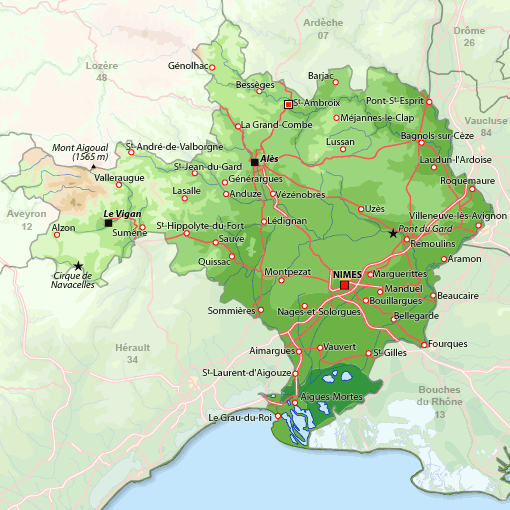 Ardèche
07
Drôme
26
Lozère
48
Génolhac
Bessèges
Barjac
St-Ambroix
Pont-St-Esprit
Méjannes-le-Clap
Vaucluse
84
La Grand-Combe
Bagnols-sur-Cèze
Mont Aigoual
(1565 m)
St-André-de-Valborgne
Lussan
Alès
Laudun-l'Ardoise
St-Jean-du-Gard
Valleraugue
Générargues
Roquemaure
Lasalle
Anduze
Vézenobres
Uzès
Aveyron
12
Le Vigan
Villeneuve-lès-Avignon
Alzon
Sumène
St-Hippolyte-du-Fort
Lédignan
Pont du Gard
Sauve
Remoulins
Quissac
Aramon
Cirque de
Navacelles
Montpezat
NIMES
Marguerittes
Manduel
Beaucaire
Bouillargues
Sommières
Nages-et-Solorgues
Bellegarde
Hérault
34
Aimargues
Vauvert
St-Gilles
Fourques
St-Laurent-d'Aigouze
Aigues-Mortes
Bouches
du Rhône
13
Le Grau-du-Roi